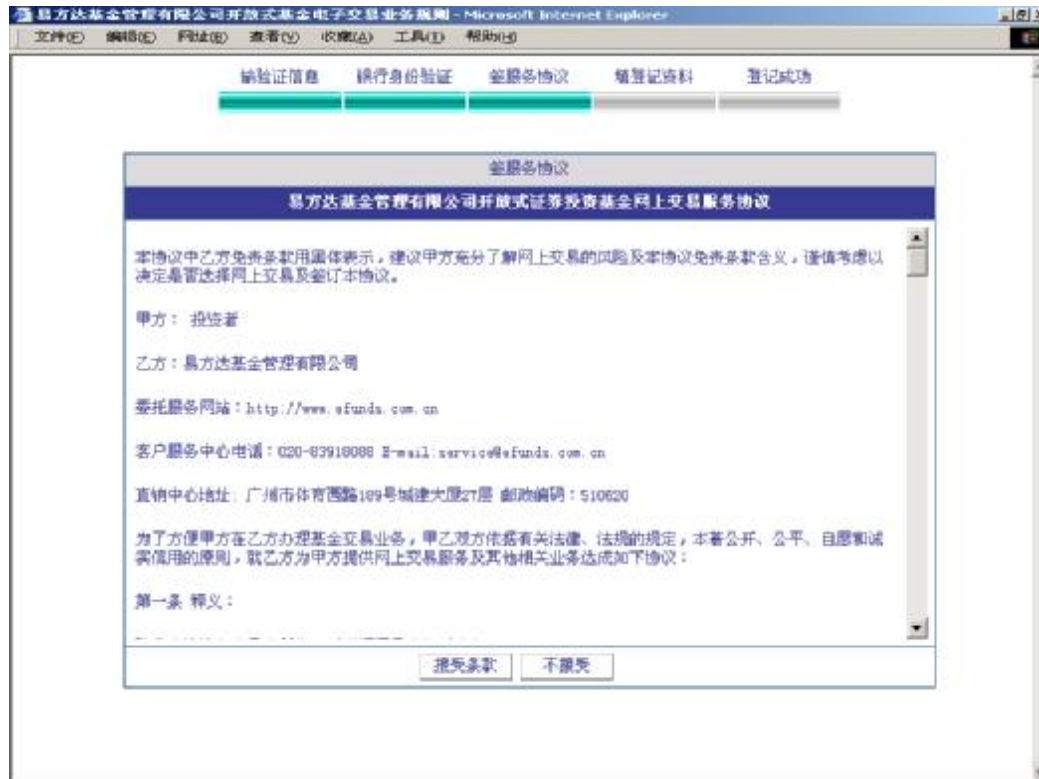 易方达基金管理有限公司开放式基金电子交易业务规则 - Microsoft Internet Explorer
文件(F) 编辑(E) 网址(B) 查看(V) 收藏(A) 工具(T) 帮助(H)
输验证信息 银行身份验证 签服务协议 填登记资料 登记成功
签服务协议
易方达基金管理有限公司开放式证券投资基金网上交易服务协议
本协议中乙方免责条款用黑体表示，建议甲方充分了解网上交易的风险及本协议免责条款含义，谨慎考虑以
决定是否选择网上交易及签订本协议。
甲方： 投资者
乙方：易方达基金管理有限公司
委托服务网站：http://www.efunds.com.cn
客户服务中心电话：020-83918088 E-mail:service@efunds.com.cn
直销中心地址: 广州市体育西路189号城建大厦27层 邮政编码：510620
为了方便甲方在乙方办理基金交易业务，甲乙双方依据有关法律、法规的规定，本着公开、公平、自愿和诚
实信用的原则，就乙方为甲方提供网上交易服务及其他相关业务达成如下协议：
第一条 释义：
接受条款 不接受